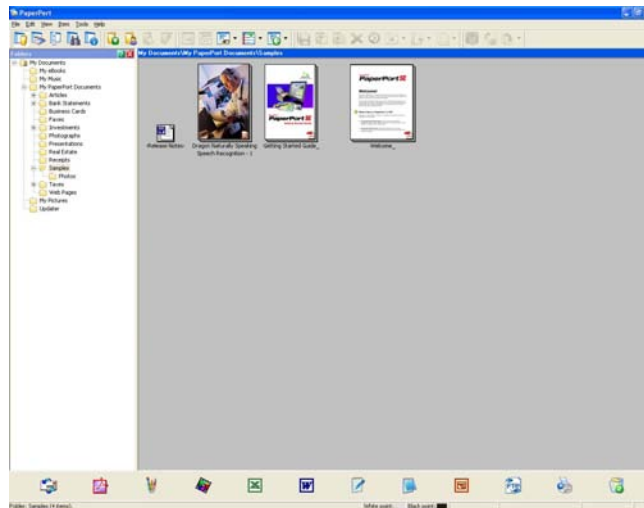 PaperPort
File Edit View Item Tools Help
Folders
My Documents\My PaperPort Documents\Samples
My Documents
My eBooks
My Music
My PaperPort Documents
Articles
Bank Statements
Business Cards
Faxes
Investments
Photographs
Presentations
Real Estate
Receipts
Samples
Photos
Taxes
Web Pages
My Pictures
Updater
PaperPort
PaperPort
Welcome!
Release Notes
Dragon Naturally Speaking
Speech Recognition - 1
Getting Started Guide_
Welcome_
FTP
Folder: Samples (4 items)
White point:
Black point: